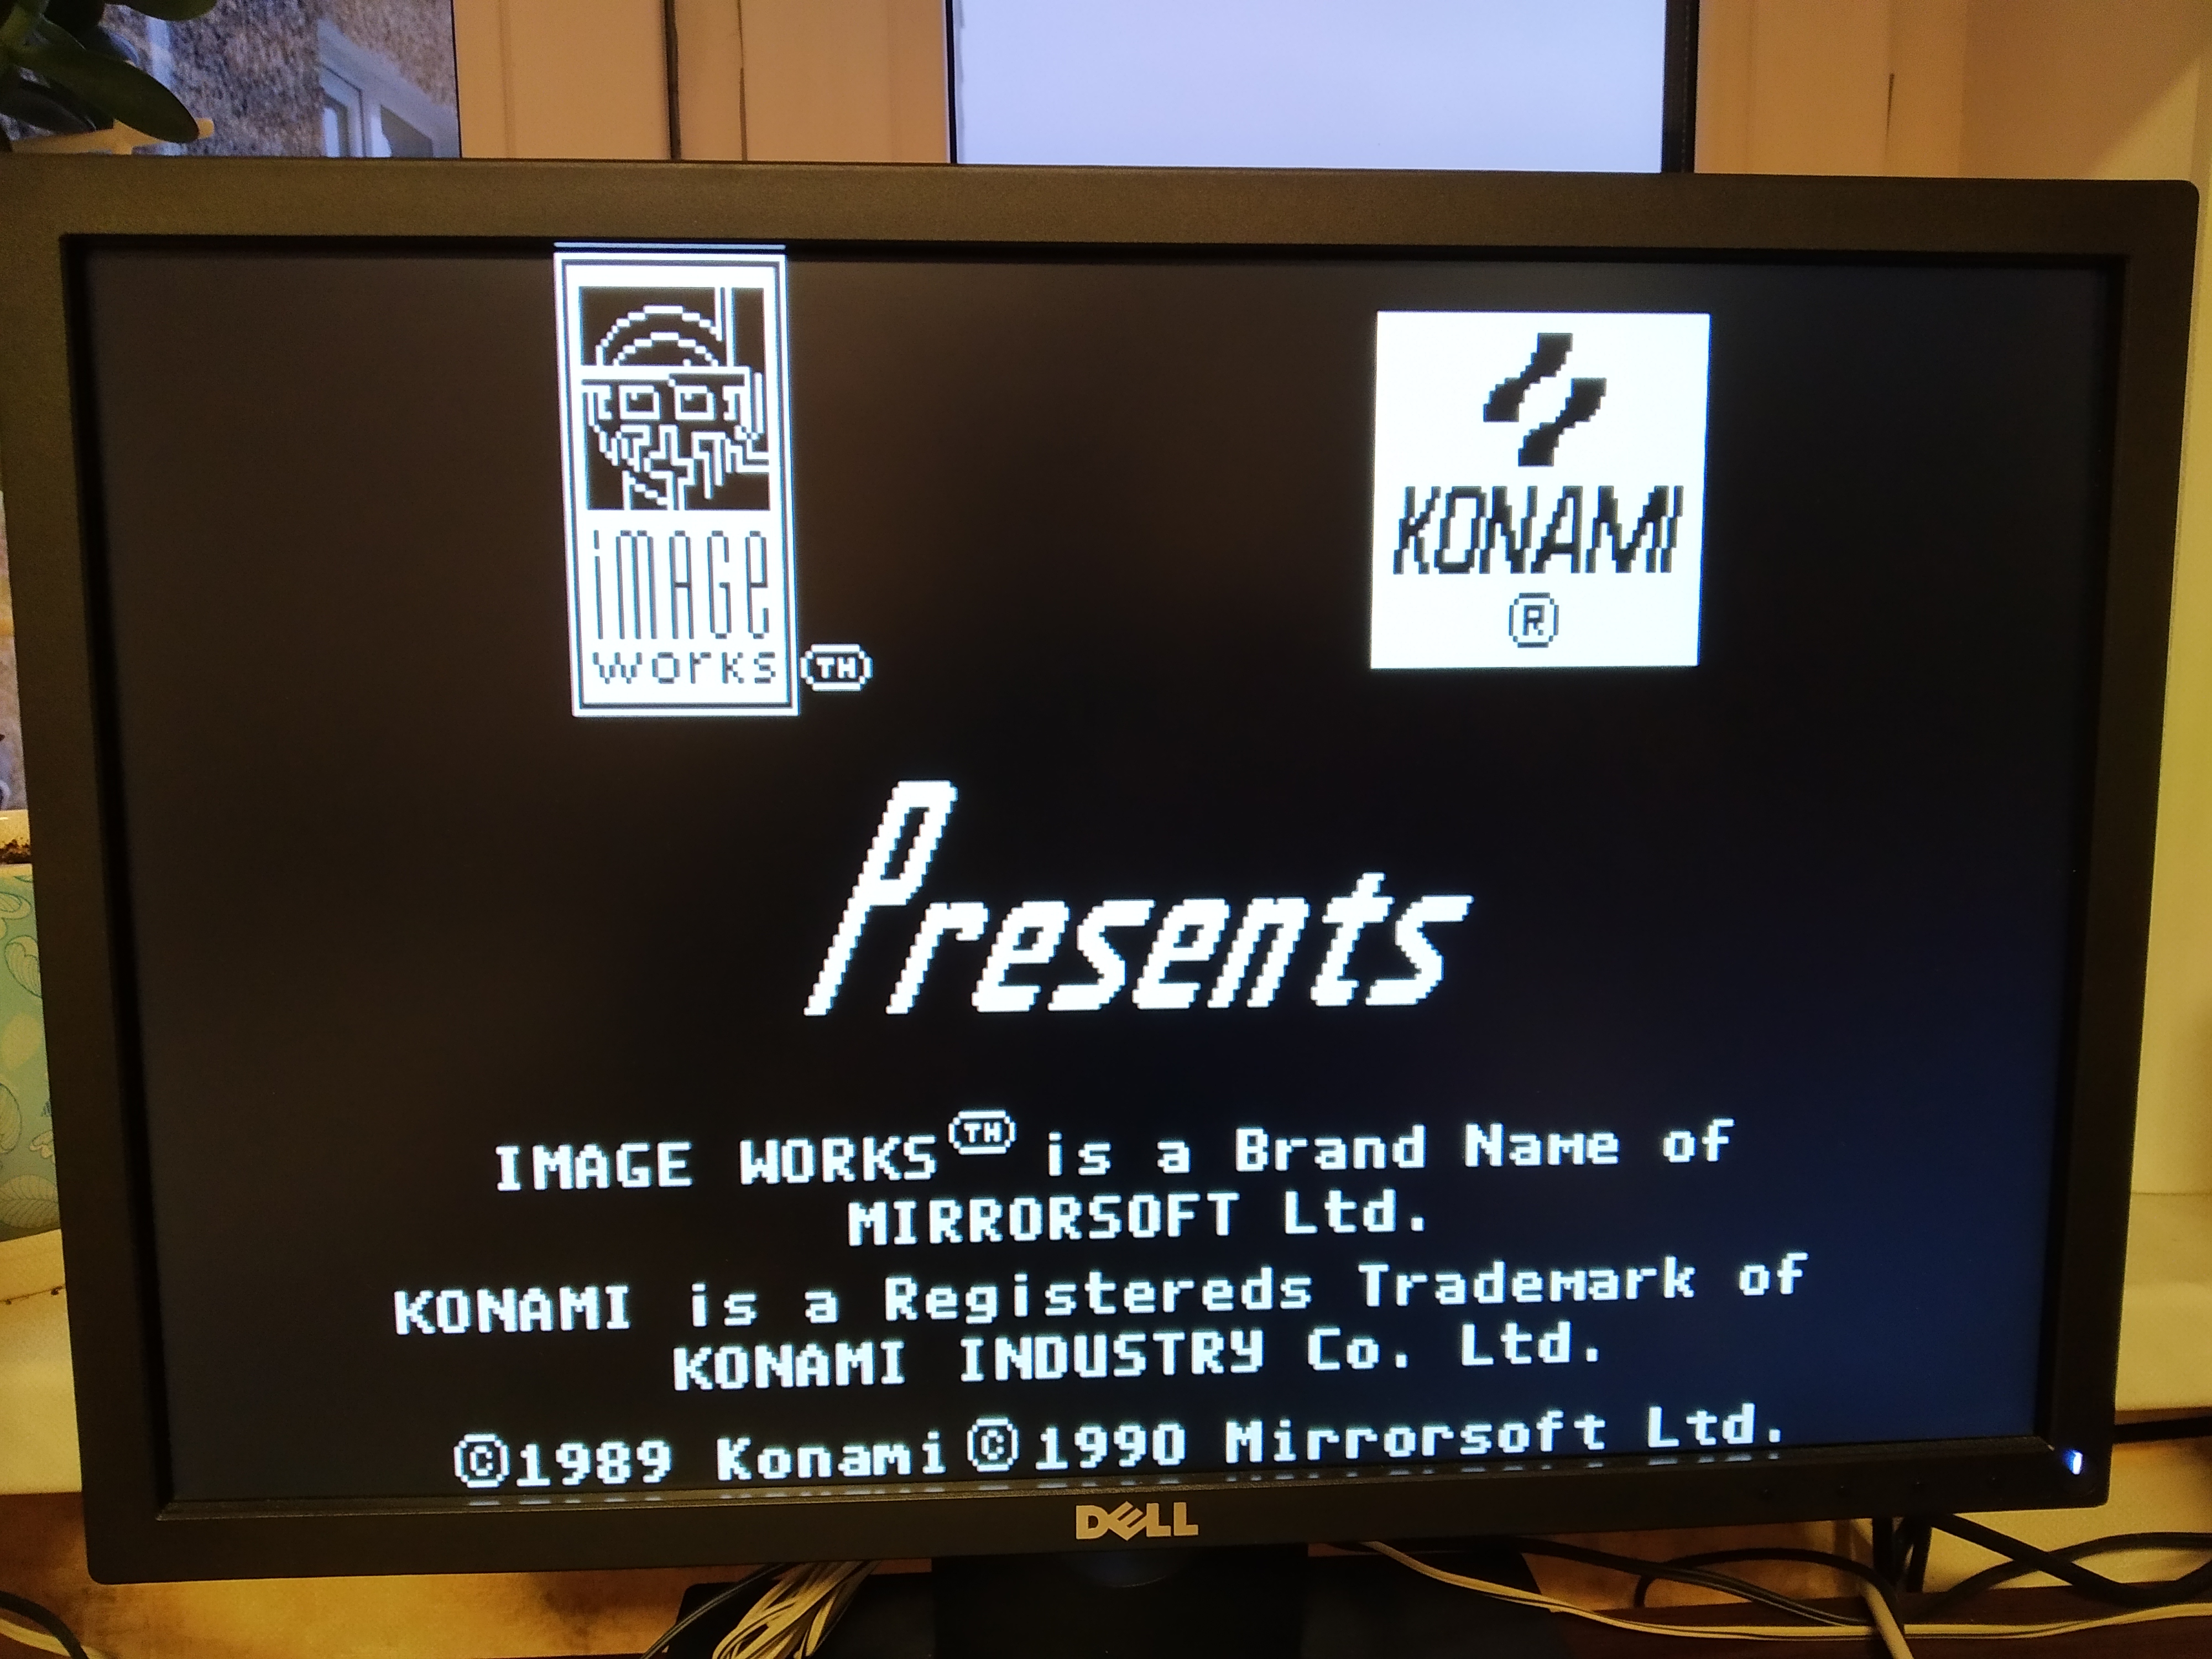 iMAGe
works TM
KONAMI
®
Presents
IMAGE WORKS TM is a Brand Name of
MIRRORSOFT Ltd.
KONAMI is a Registereds Trademark of
KONAMI INDUSTRY Co. Ltd.
©1989 Konami ©1990 Mirrorsoft Ltd.
DELL